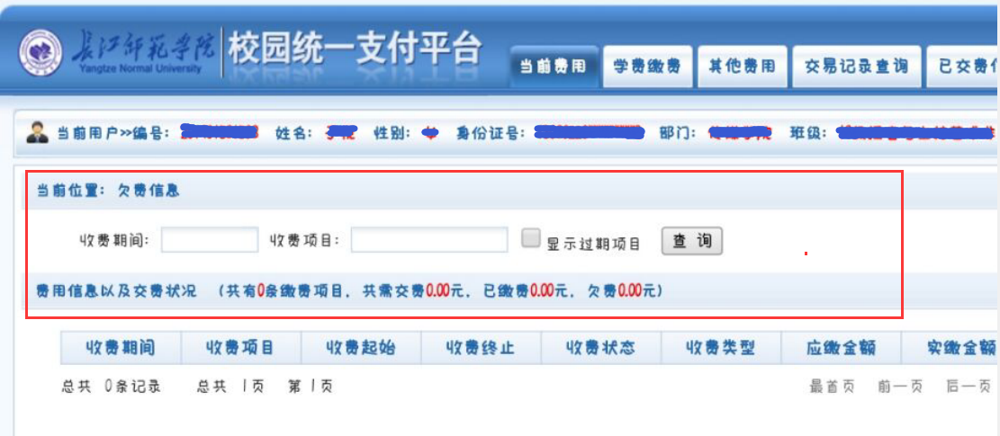 长江师范学院
Yangtze Normal University
校园统一支付平台
当前费用 学费缴费 其他费用 交易记录查询 已交费
当前用户>>编号: 姓名: 性别: 身份证号: 部门: 班级:
当前位置: 欠费信息
收费期间: 收费项目: 显示过期项目 查 询
费用信息以及交费状况 (共有0条缴费项目, 共需交费0.00元, 已缴费0.00元, 欠费0.00元)
收费期间 收费项目 收费起始 收费终止 收费状态 收费类型 应缴金额 实缴金额
总共 0条记录 总共 1页 第 1页 最首页 前一页 后一页